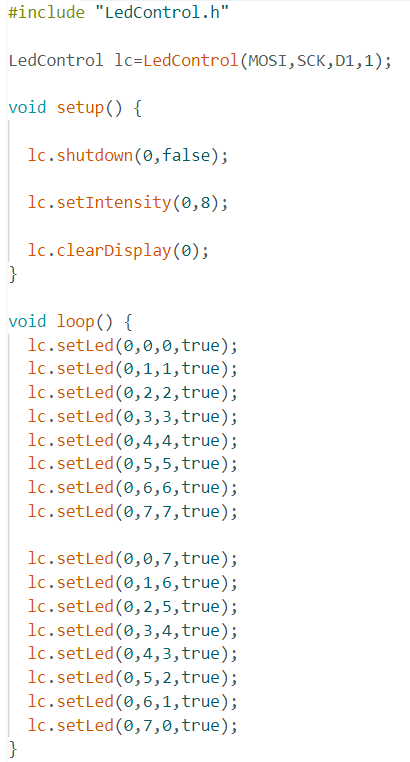 #include "LedControl.h"

LedControl lc=LedControl(MOSI,SCK,D1,1);

void setup() {

  lc.shutdown(0,false);

  lc.setIntensity(0,8);

  lc.clearDisplay(0);
}

void loop() {
  lc.setLed(0,0,0,true);
  lc.setLed(0,1,1,true);
  lc.setLed(0,2,2,true);
  lc.setLed(0,3,3,true);
  lc.setLed(0,4,4,true);
  lc.setLed(0,5,5,true);
  lc.setLed(0,6,6,true);
  lc.setLed(0,7,7,true);

  lc.setLed(0,0,7,true);
  lc.setLed(0,1,6,true);
  lc.setLed(0,2,5,true);
  lc.setLed(0,3,4,true);
  lc.setLed(0,4,3,true);
  lc.setLed(0,5,2,true);
  lc.setLed(0,6,1,true);
  lc.setLed(0,7,0,true);
}